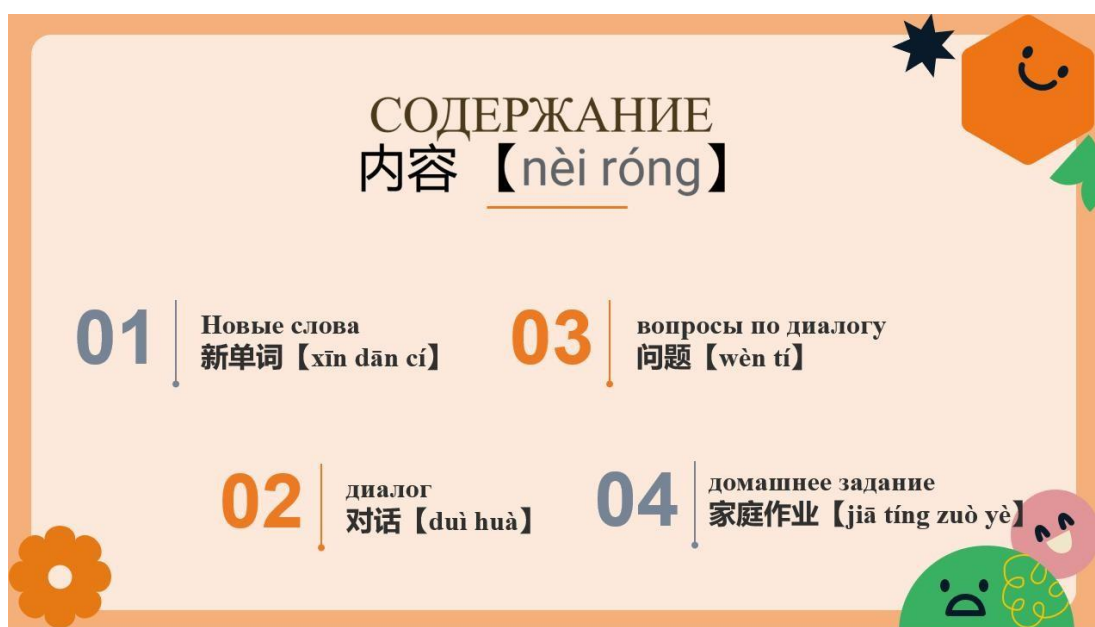 СОДЕРЖАНИЕ
内容 【nèi róng】
01
Новые слова
新单词【xīn dān cí】
02
диалог
对话【duì huà】
03
вопросы по диалогу
问题【wèn tí】
04
домашнее задание
家庭作业【jiā tíng zuò yè】